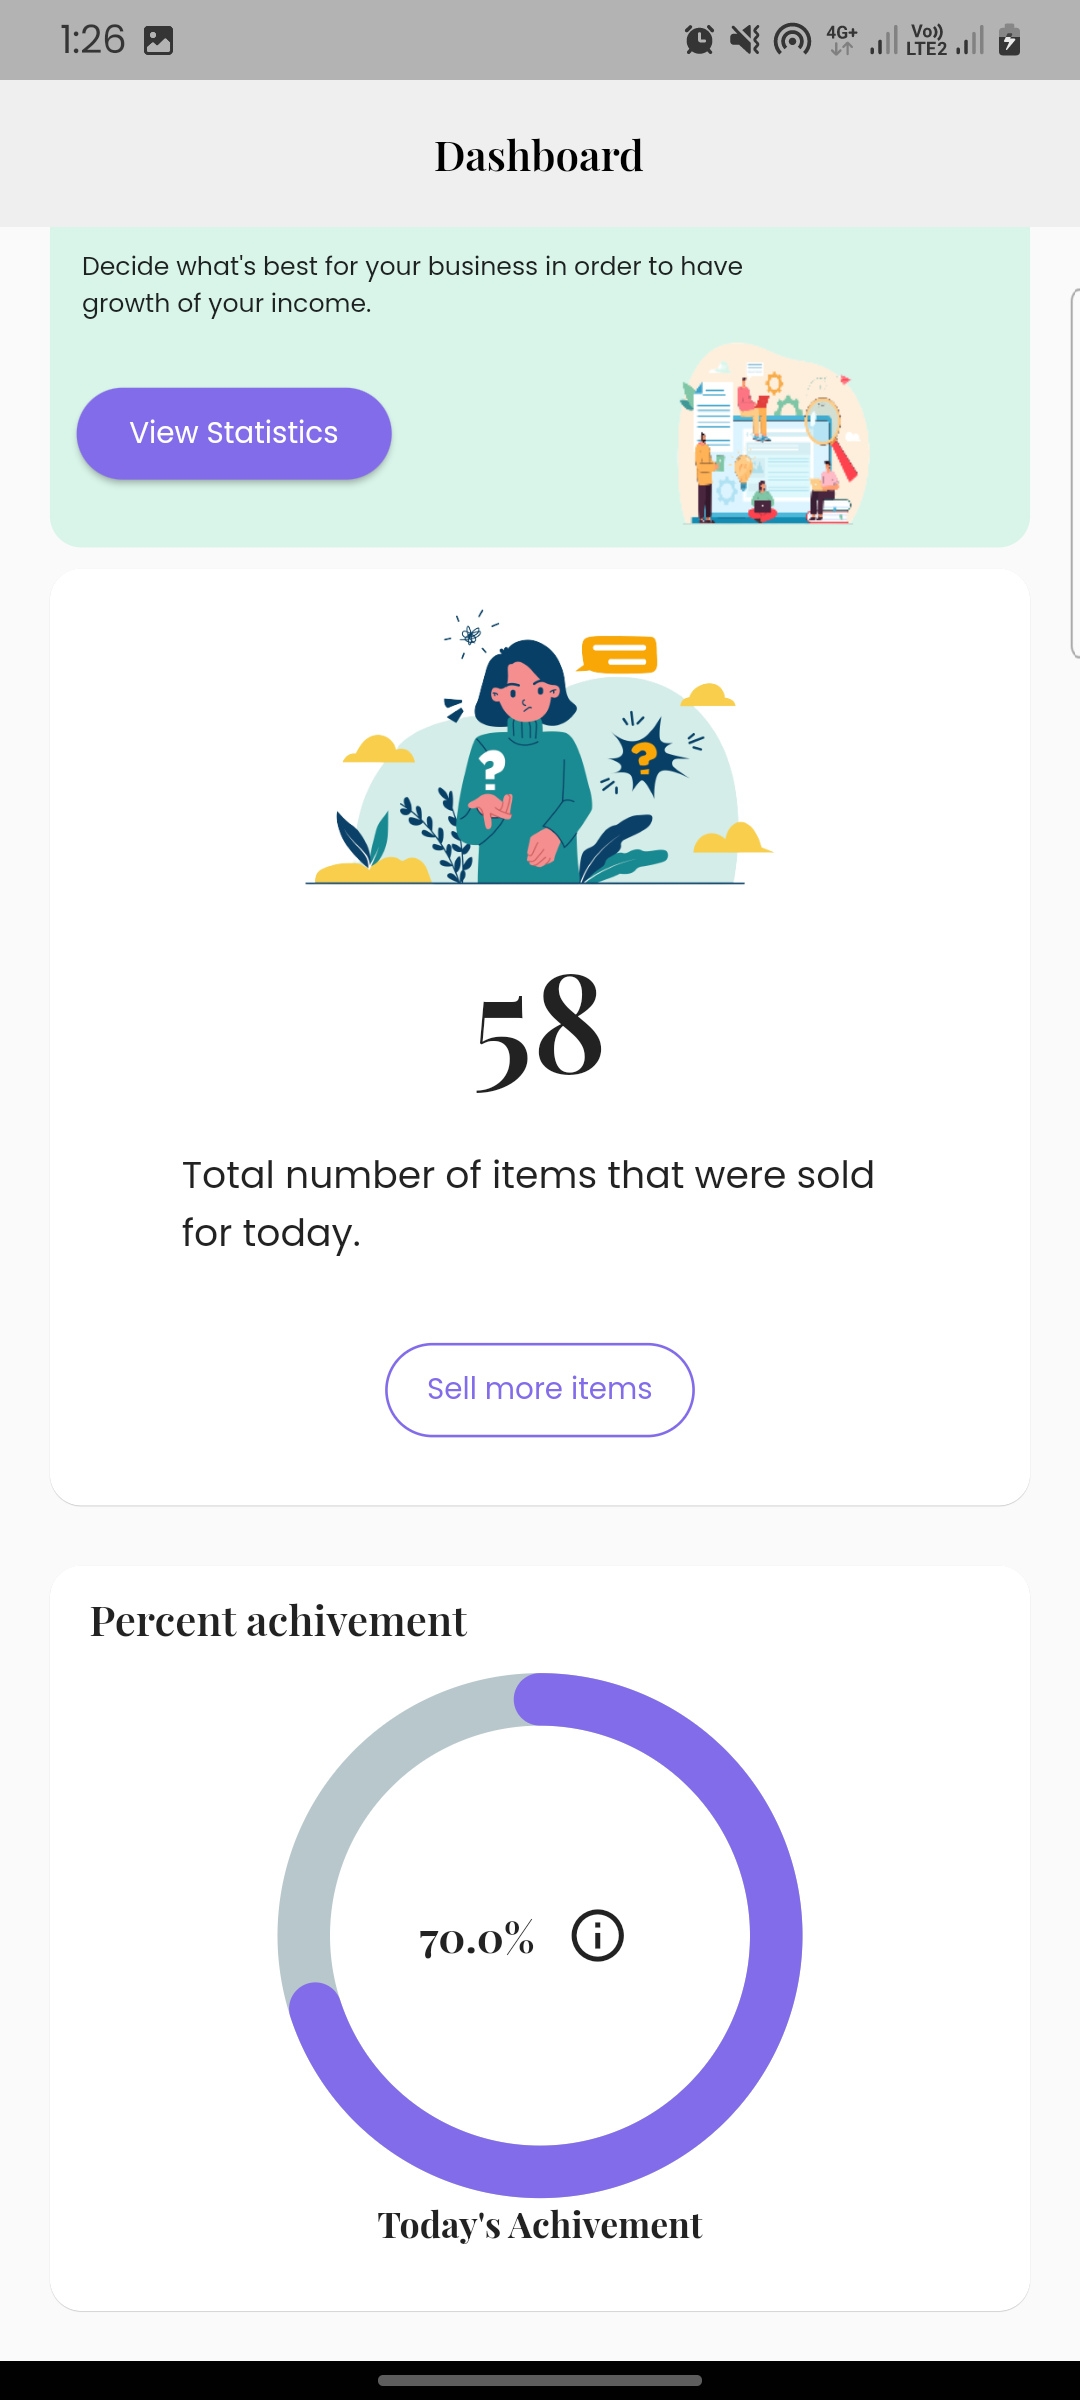 1:26
4G+
Vo))
LTE2
Dashboard
Decide what's best for your business in order to have
growth of your income.
View Statistics
?
?
58
Total number of items that were sold
for today.
Sell more items
Percent achivement
70.0%
Today's Achivement